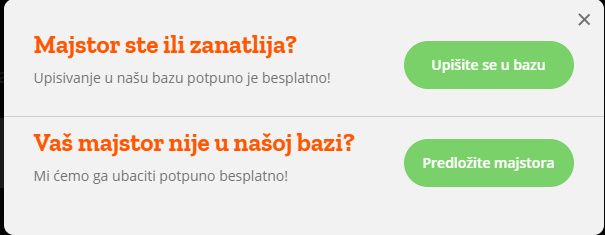 Majstor ste ili zanatlija?
Upisivanje u našu bazu potpuno je besplatno!
Upišite se u bazu
Vaš majstor nije u našoj bazi?
Mi ćemo ga ubaciti potpuno besplatno!
Predložite majstora